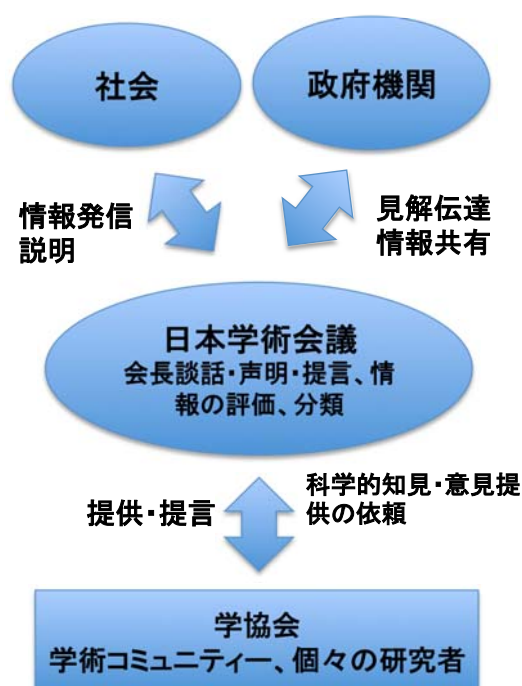 社会
政府機関
情報発信
説明
見解伝達
情報共有
日本学術会議
会長談話・声明・提言、情
報の評価、分類
提供・提言
科学的知見・意見提
供の依頼
学協会
学術コミュニティー、個々の研究者